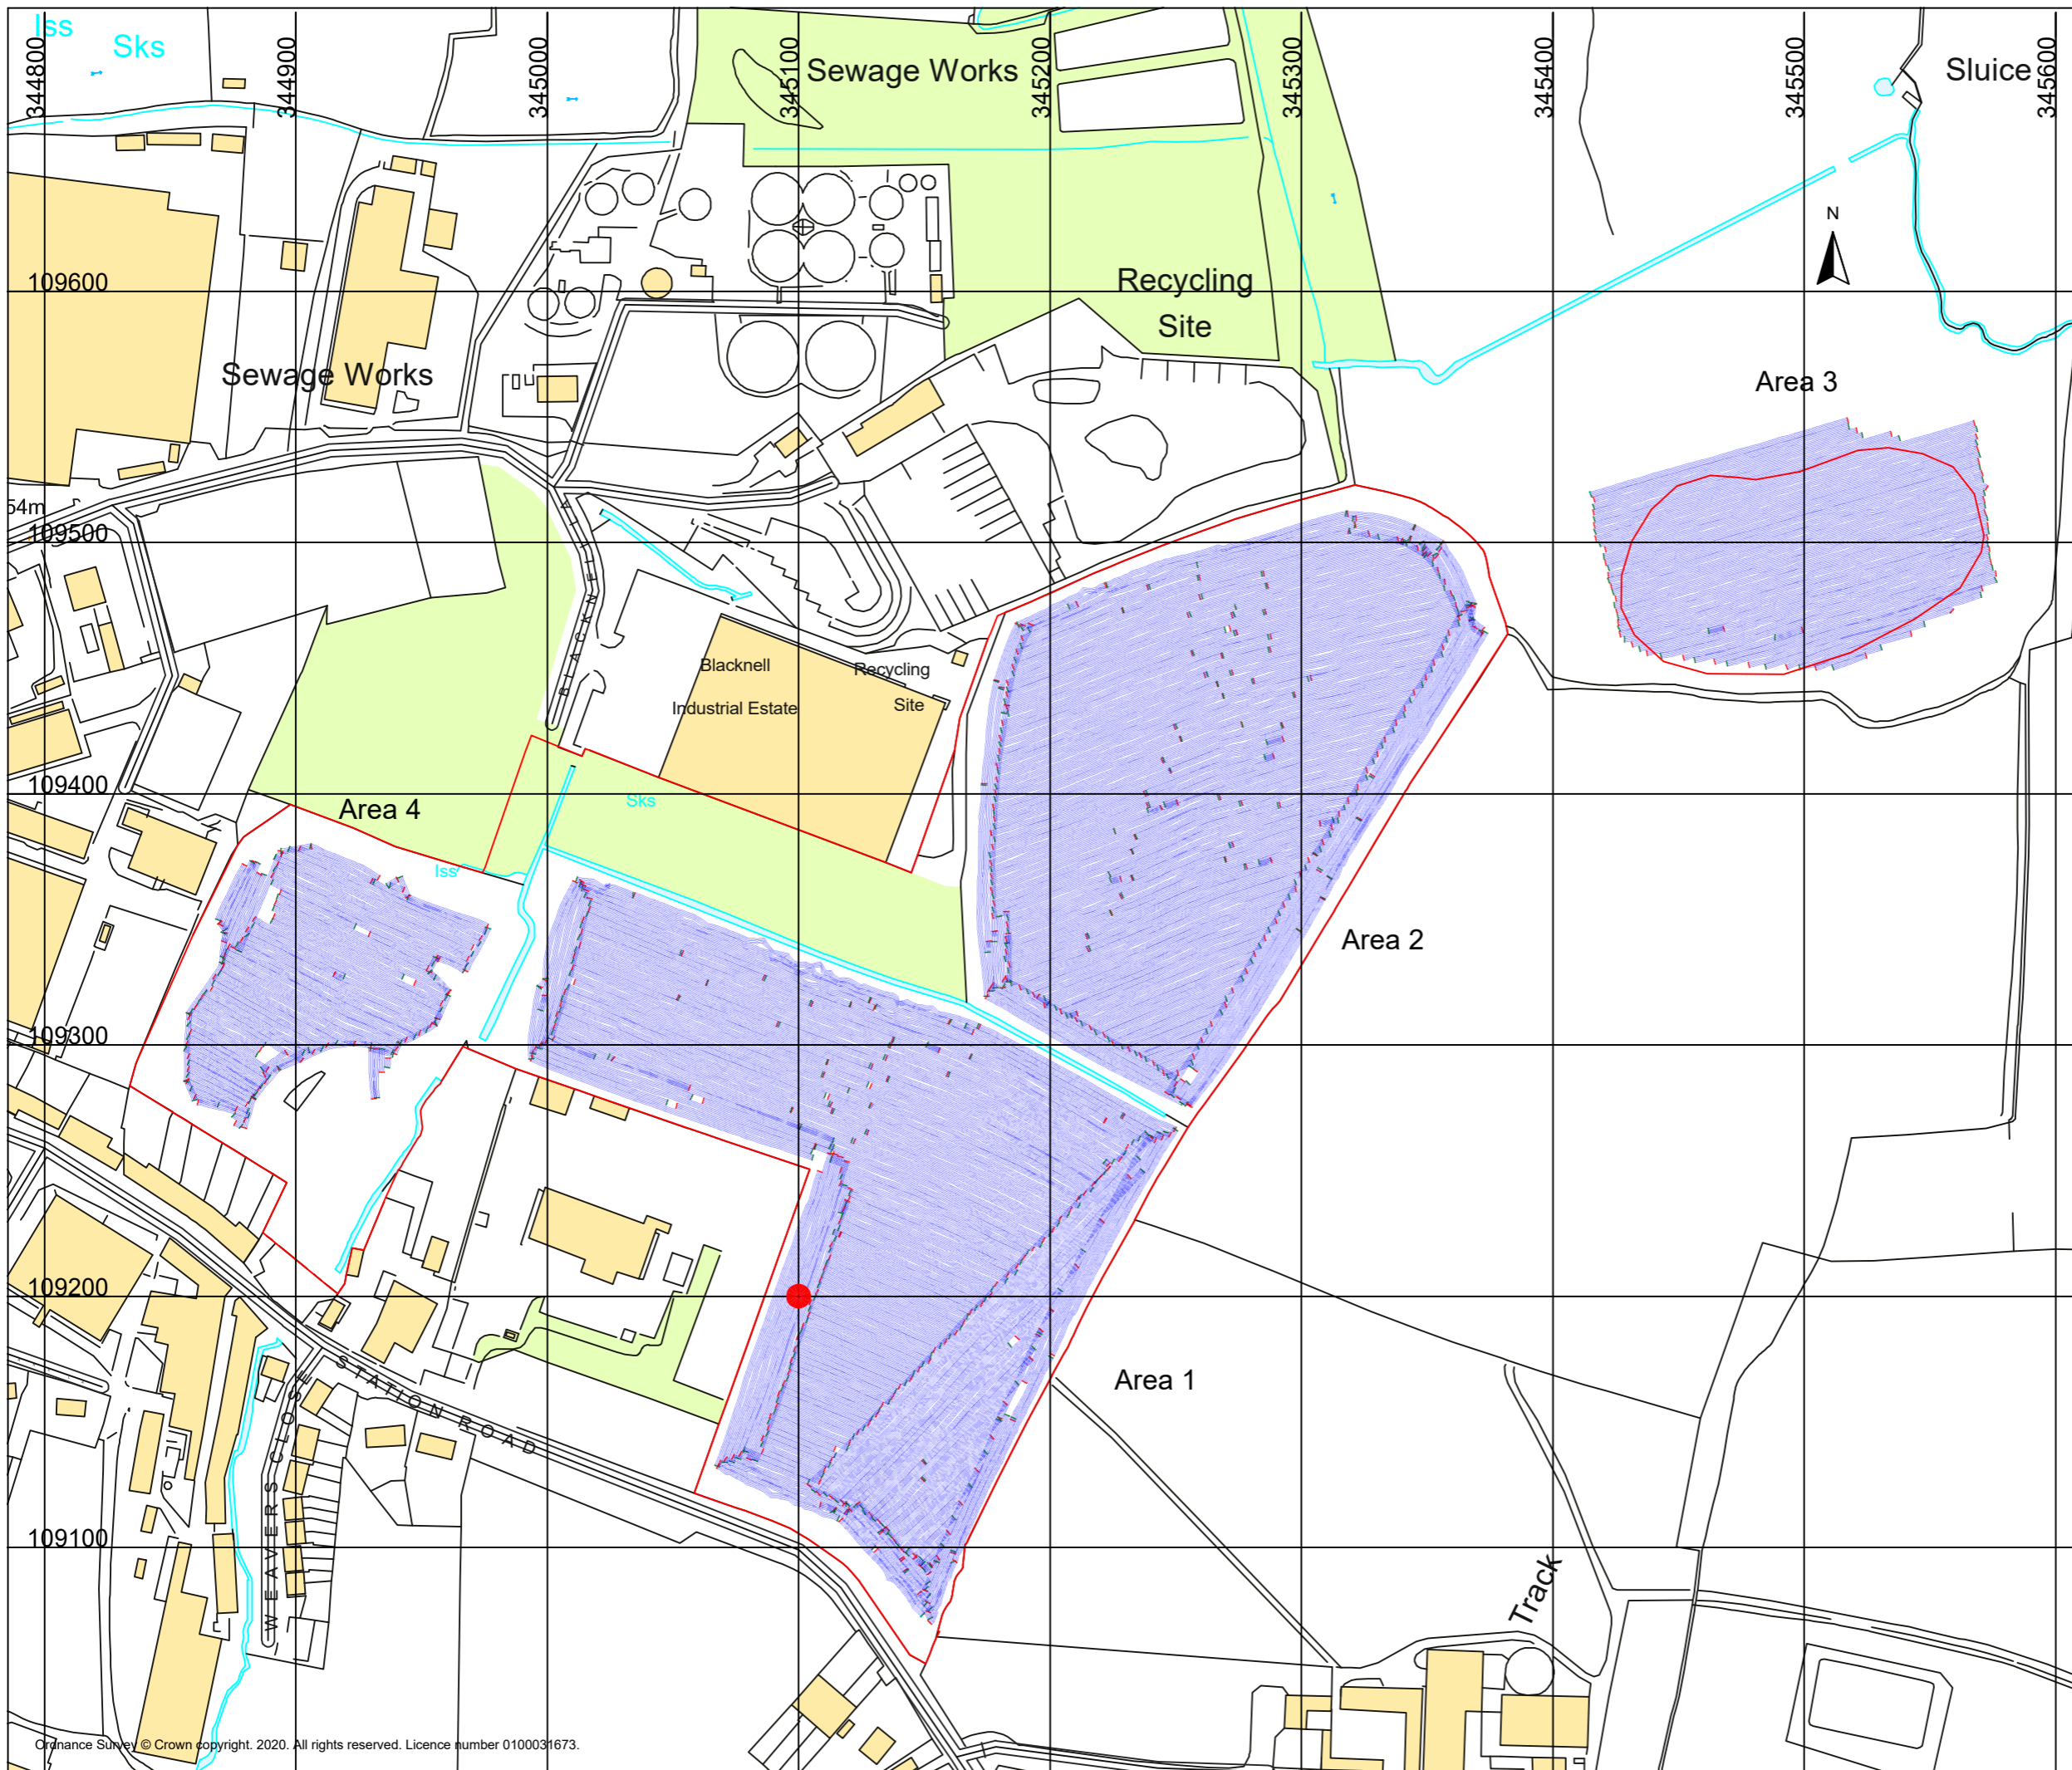 Iss
Sks
344800
344900
345000
345100
345200
345300
345400
345500
345600
Sewage Works
Sluice
N
109600
Recycling
Site
Sewage Works
Area 3
54m
109500
BLACKNELL
Blacknell
Industrial Estate
Recycling
Site
109400
Area 4
Sks
Iss
Area 2
109300
109200
Area 1
STATION ROAD
WEAVERS CLOSE
109100
Track
Ordnance Survey © Crown copyright. 2020. All rights reserved. Licence number 0100031673.